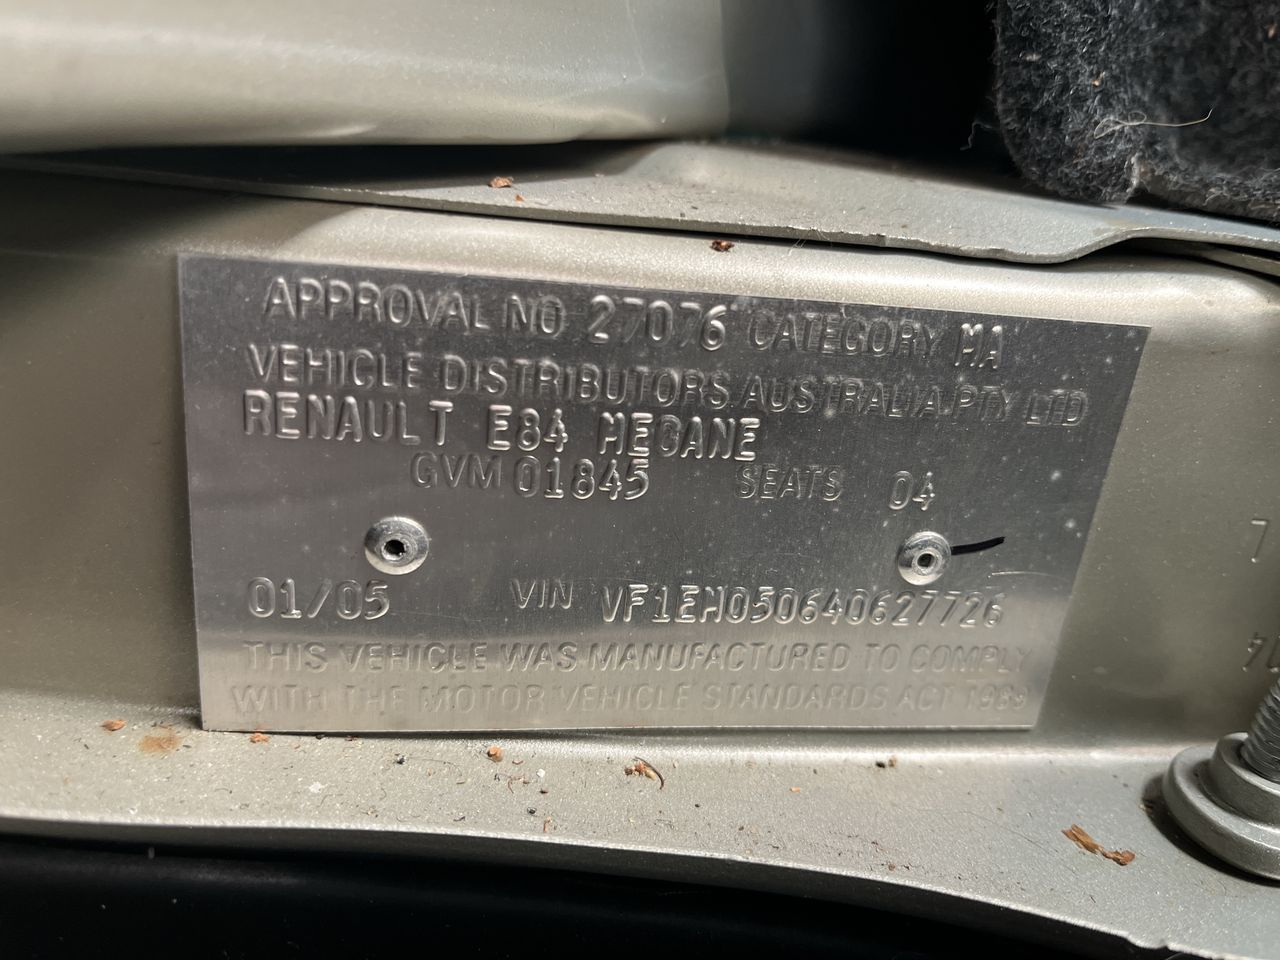 APPROVAL NO 27076 CATEGORY MA
VEHICLE DISTRIBUTORS AUSTRALIA PTY LTD
RENAULT E84 MEGANE
GVM 01845 SEATS 04
01/05 VIN VF1EM050640627726
THIS VEHICLE WAS MANUFACTURED TO COMPLY
WITH THE MOTOR VEHICLE STANDARDS ACT 1989
L
4